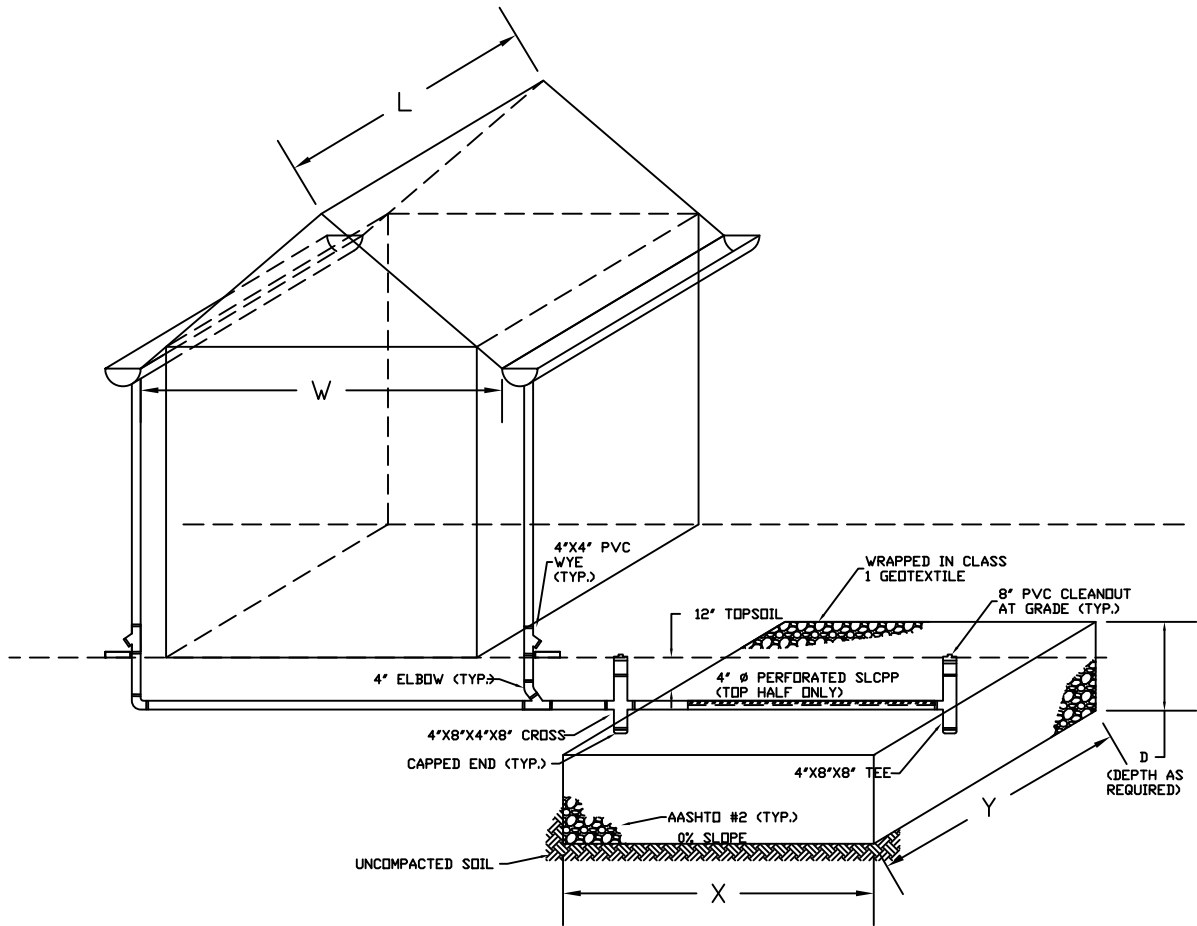 L
W
4"X4" PVC
WYE
(TYP.)
WRAPPED IN CLASS
1 GEOTEXTILE
8" PVC CLEANOUT
AT GRADE (TYP.)
12" TOPSOIL
4" ELBOW (TYP.)
4" Ø PERFORATED SLCPP
(TOP HALF ONLY)
4"X8"X4"X8" CROSS
CAPPED END (TYP.)
4"X8"X8" TEE
D
(DEPTH AS
REQUIRED)
Y
AASHTO #2 (TYP.)
0% SLOPE
UNCOMPACTED SOIL
X